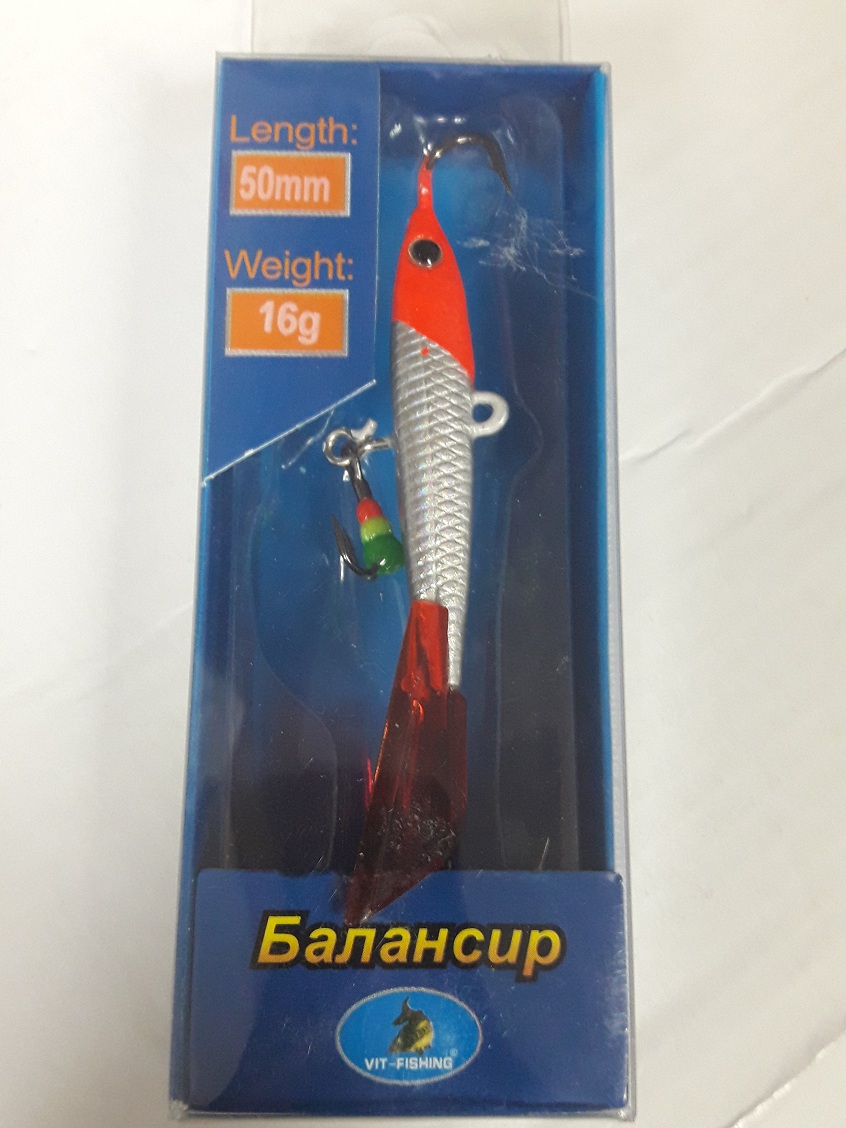 Length:
50mm
Weight:
16g
Балансир
VIT-FISHING®